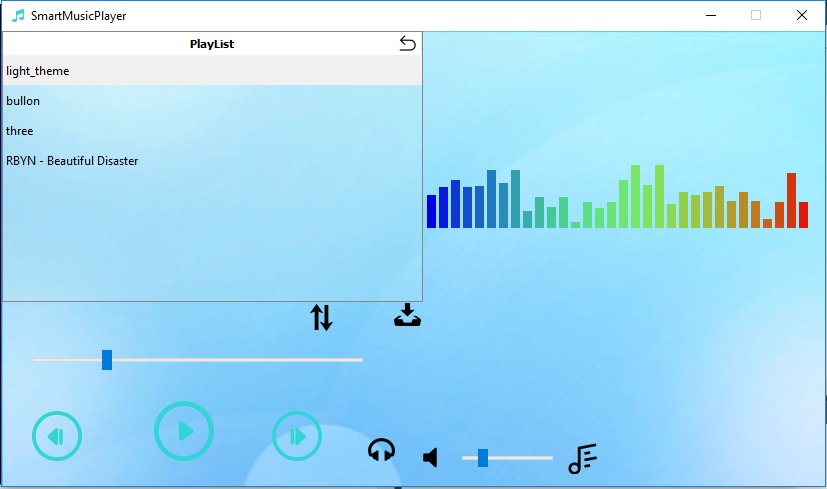 SmartMusicPlayer
PlayList
light_theme
bullon
three
RBYN - Beautiful Disaster